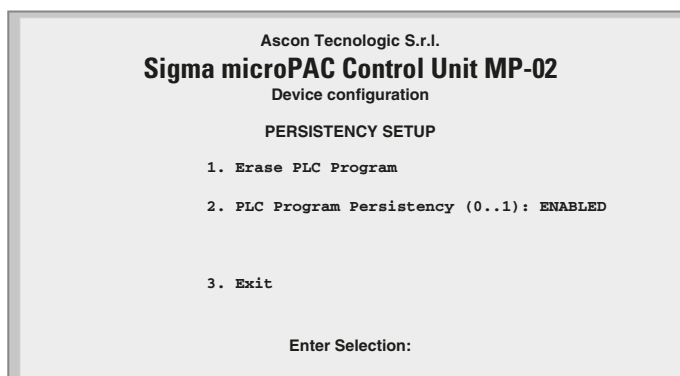 Ascon Tecnologic S.r.l.
Sigma microPAC Control Unit MP-02
Device configuration
PERSISTENCY SETUP
1. Erase PLC Program
2. PLC Program Persistency (0..1): ENABLED
3. Exit
Enter Selection: